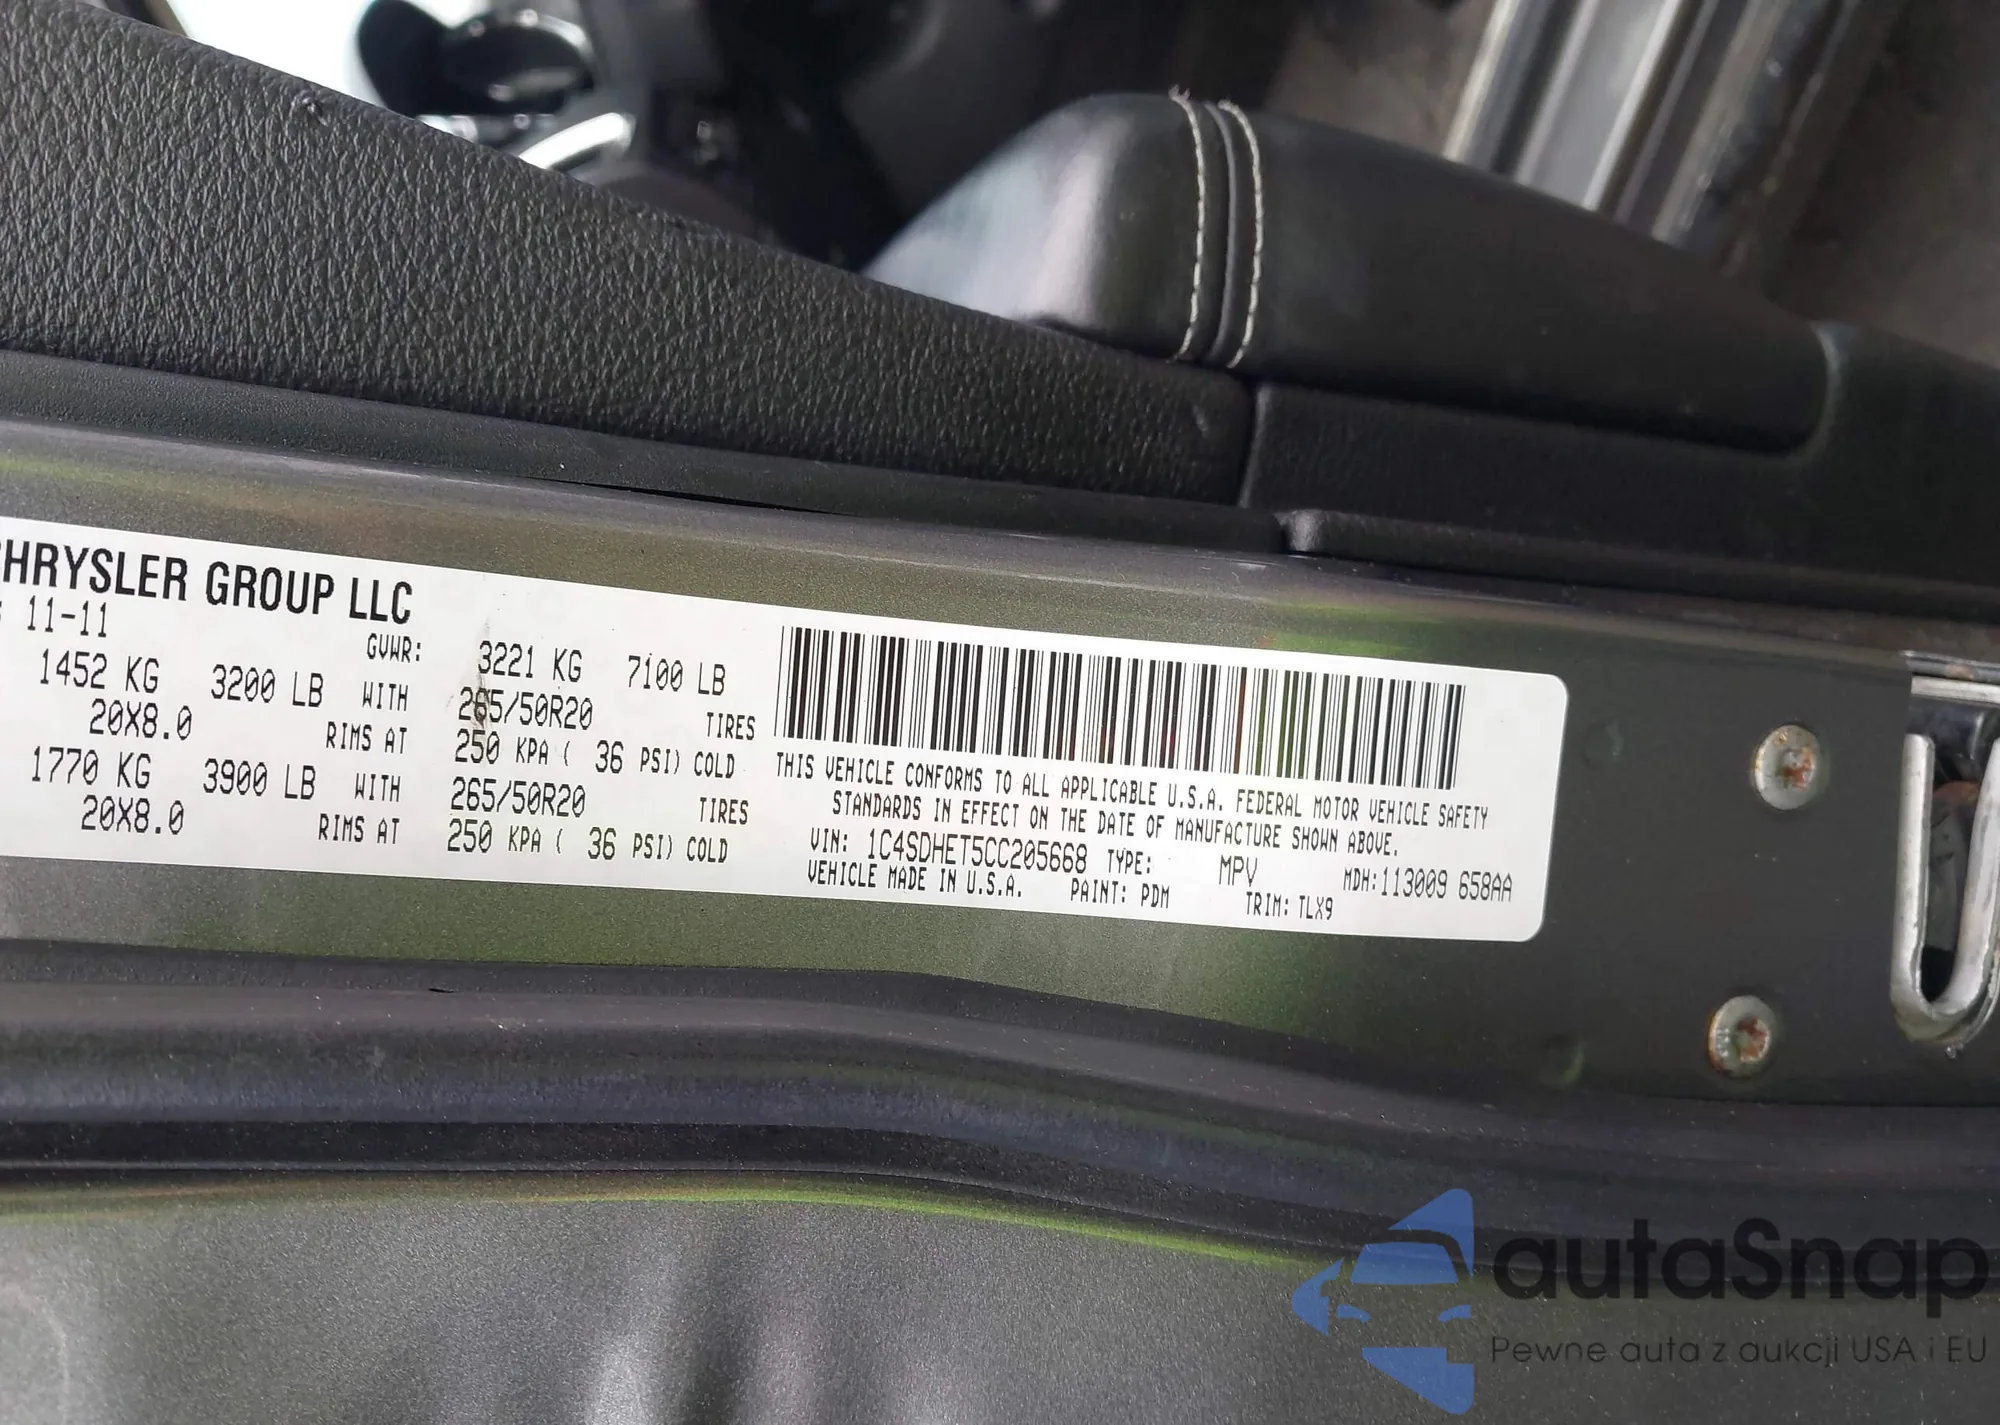 HRYSLER GROUP LLC
11-11
GVWR: 3221 KG 7100 LB
1452 KG 3200 LB WITH 265/50R20 TIRES
20X8.0 RIMS AT 250 KPA ( 36 PSI) COLD
1770 KG 3900 LB WITH 265/50R20 TIRES
20X8.0 RIMS AT 250 KPA ( 36 PSI) COLD
THIS VEHICLE CONFORMS TO ALL APPLICABLE U.S.A. FEDERAL MOTOR VEHICLE SAFETY
STANDARDS IN EFFECT ON THE DATE OF MANUFACTURE SHOWN ABOVE.
VIN: 1C4SDHET5CC205668 TYPE: MPV MDH:113009 658AA
VEHICLE MADE IN U.S.A. PAINT: PDM TRIM: TLX9
autoSnap
Pewne auta z aukcji USA i EU